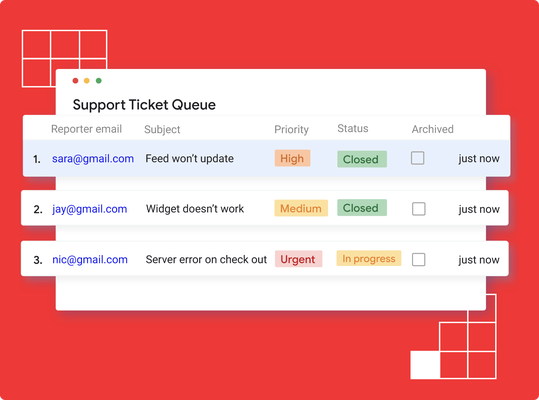 Support Ticket Queue
Reporter email Subject Priority Status Archived
1. sara@gmail.com Feed won't update High Closed just now
2. jay@gmail.com Widget doesn't work Medium Closed just now
3. nic@gmail.com Server error on check out Urgent In progress just now